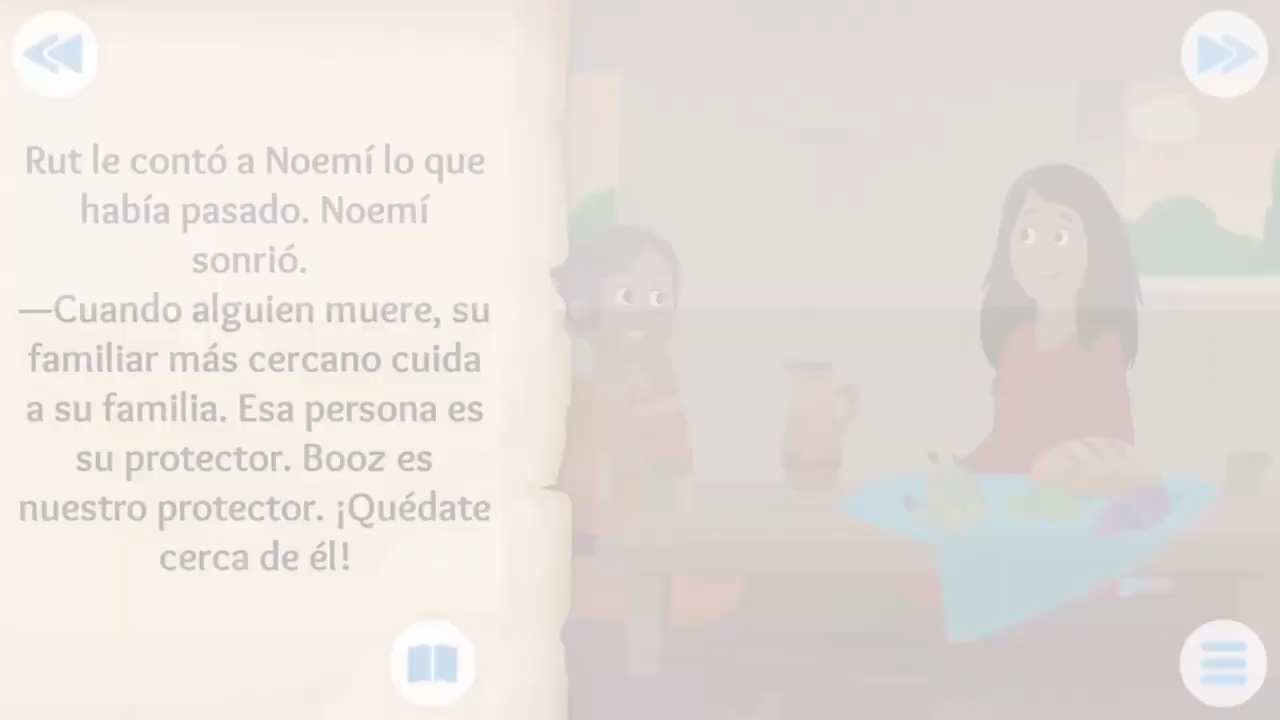 Rut le contó a Noemí lo que
había pasado. Noemí
sonrió.
—Cuando alguien muere, su
familiar más cercano cuida
a su familia. Esa persona es
su protector. Booz es
nuestro protector. ¡Quédate
cerca de él!